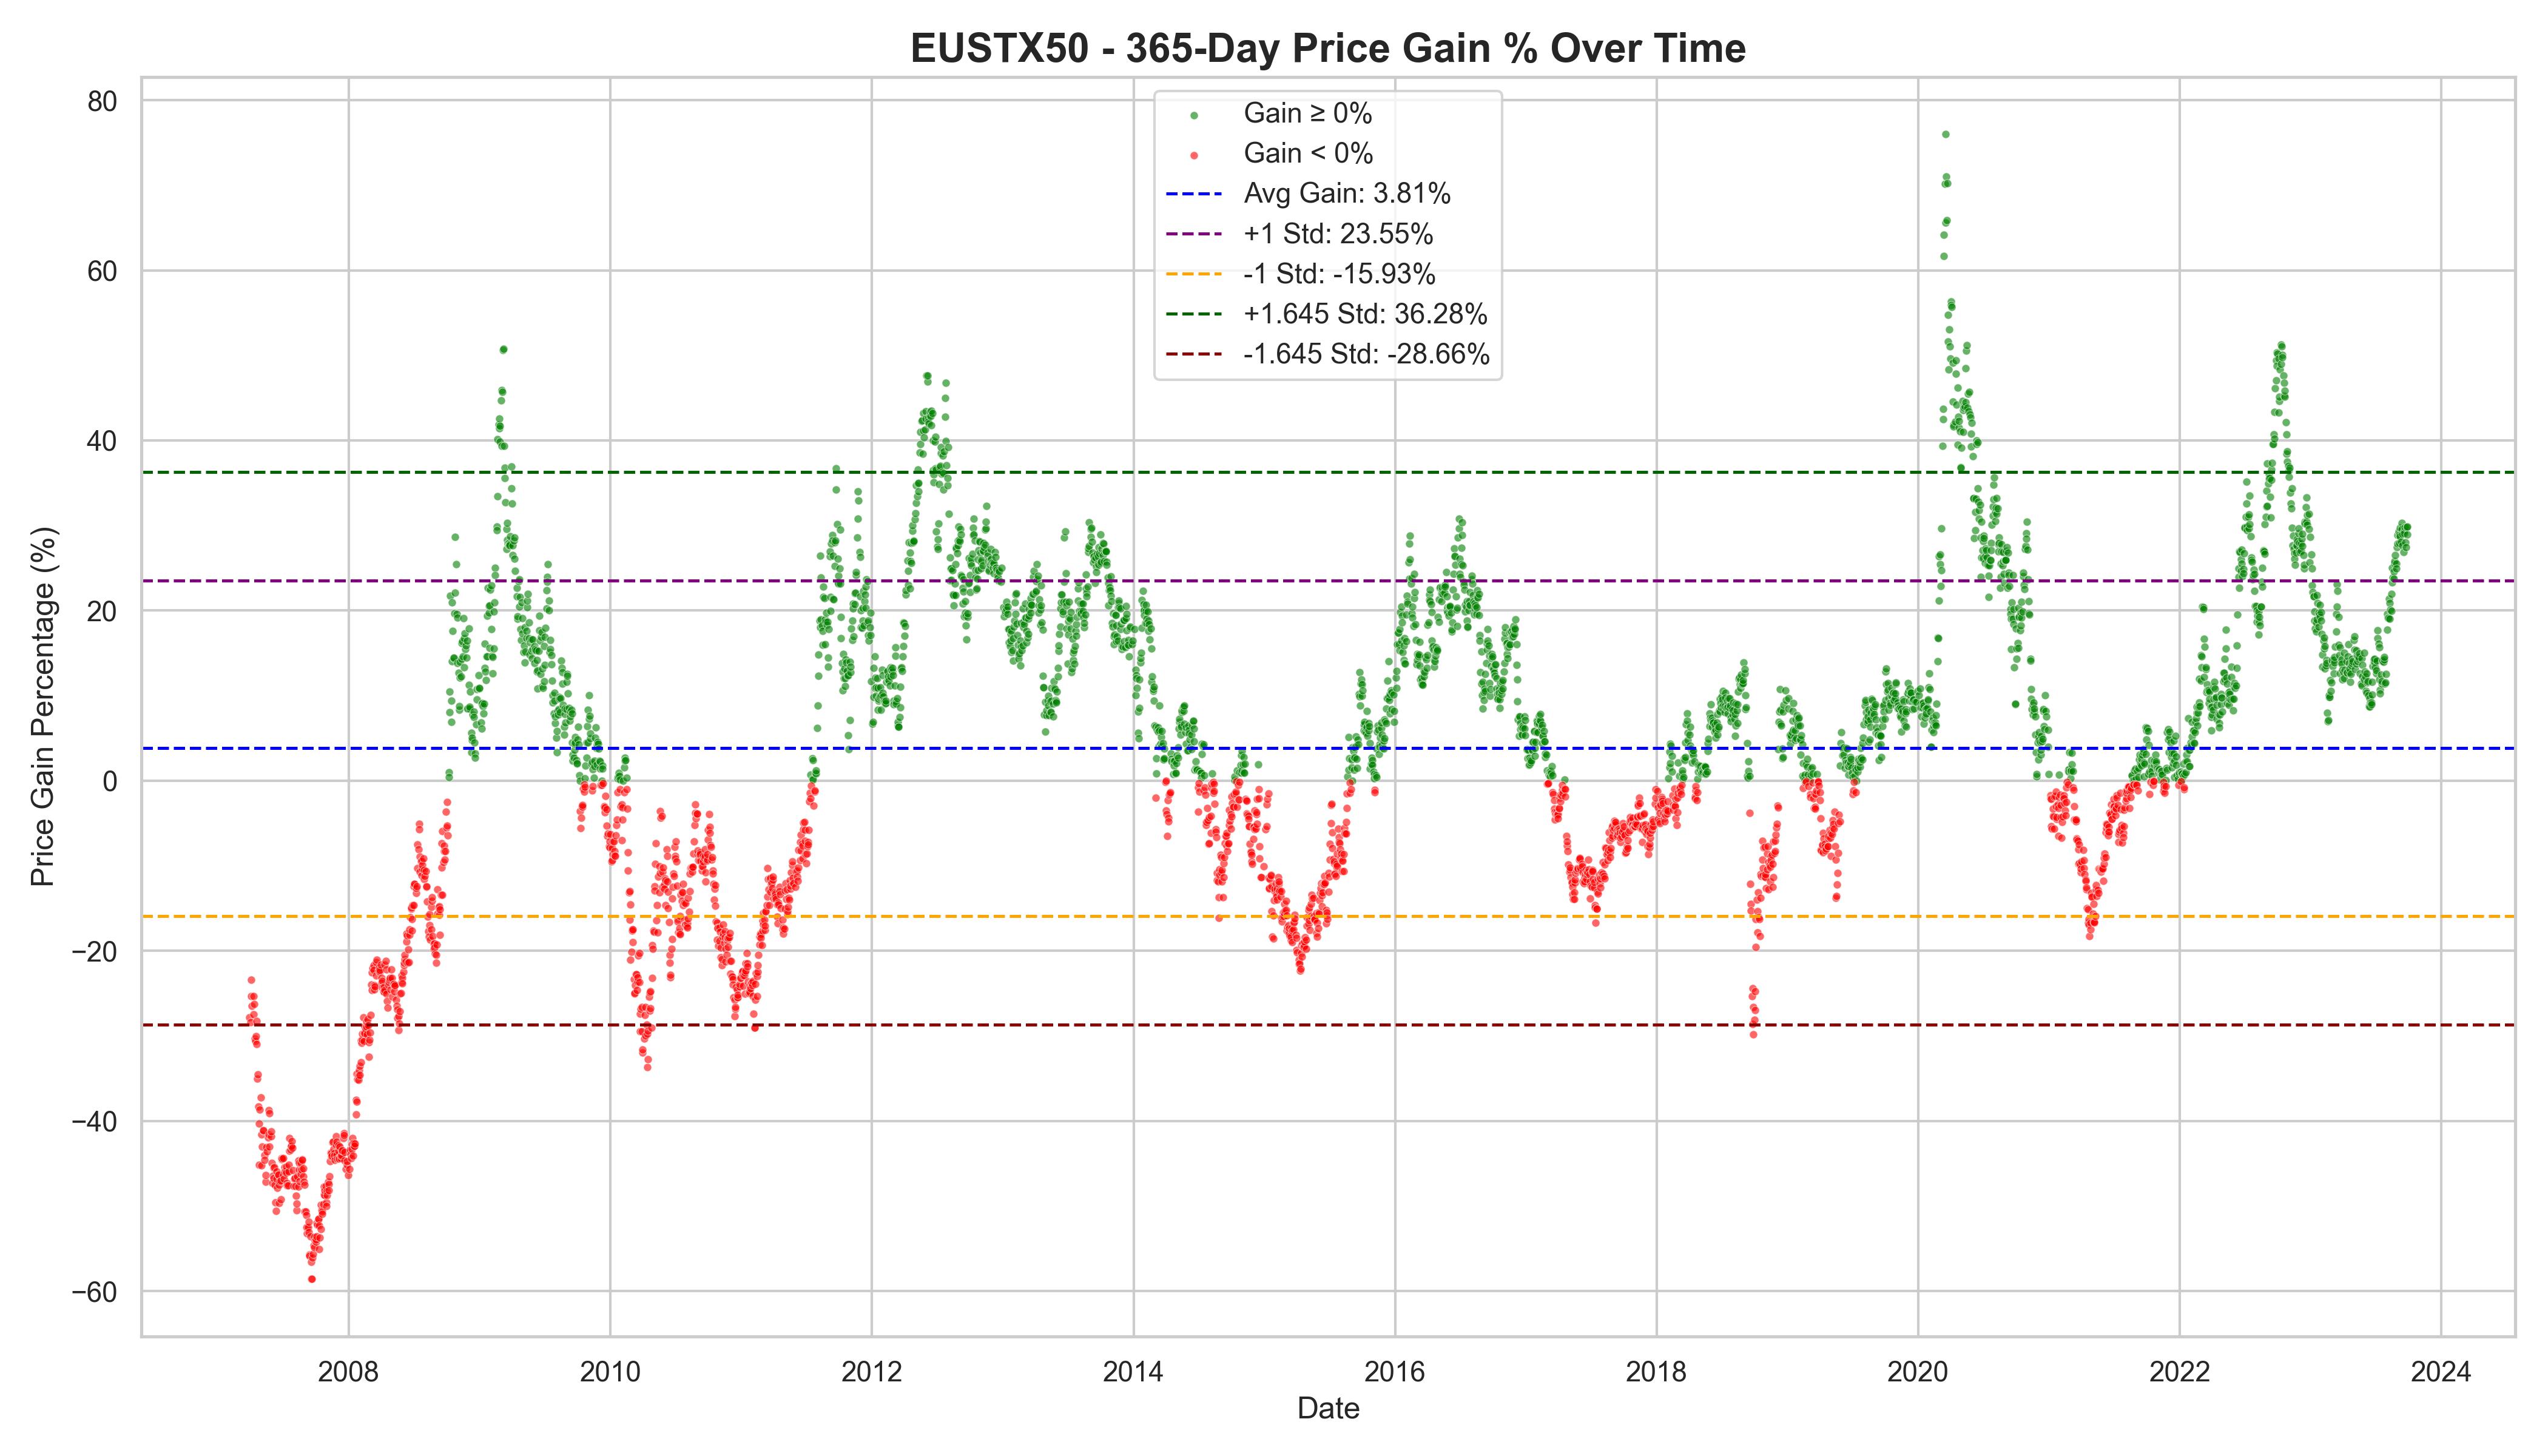 EUSTX50 - 365-Day Price Gain % Over Time
Gain ≥ 0%
Gain < 0%
Avg Gain: 3.81%
+1 Std: 23.55%
-1 Std: -15.93%
+1.645 Std: 36.28%
-1.645 Std: -28.66%
Price Gain Percentage (%)
80
60
40
20
0
−20
−40
−60
2008 2010 2012 2014 2016 2018 2020 2022 2024
Date